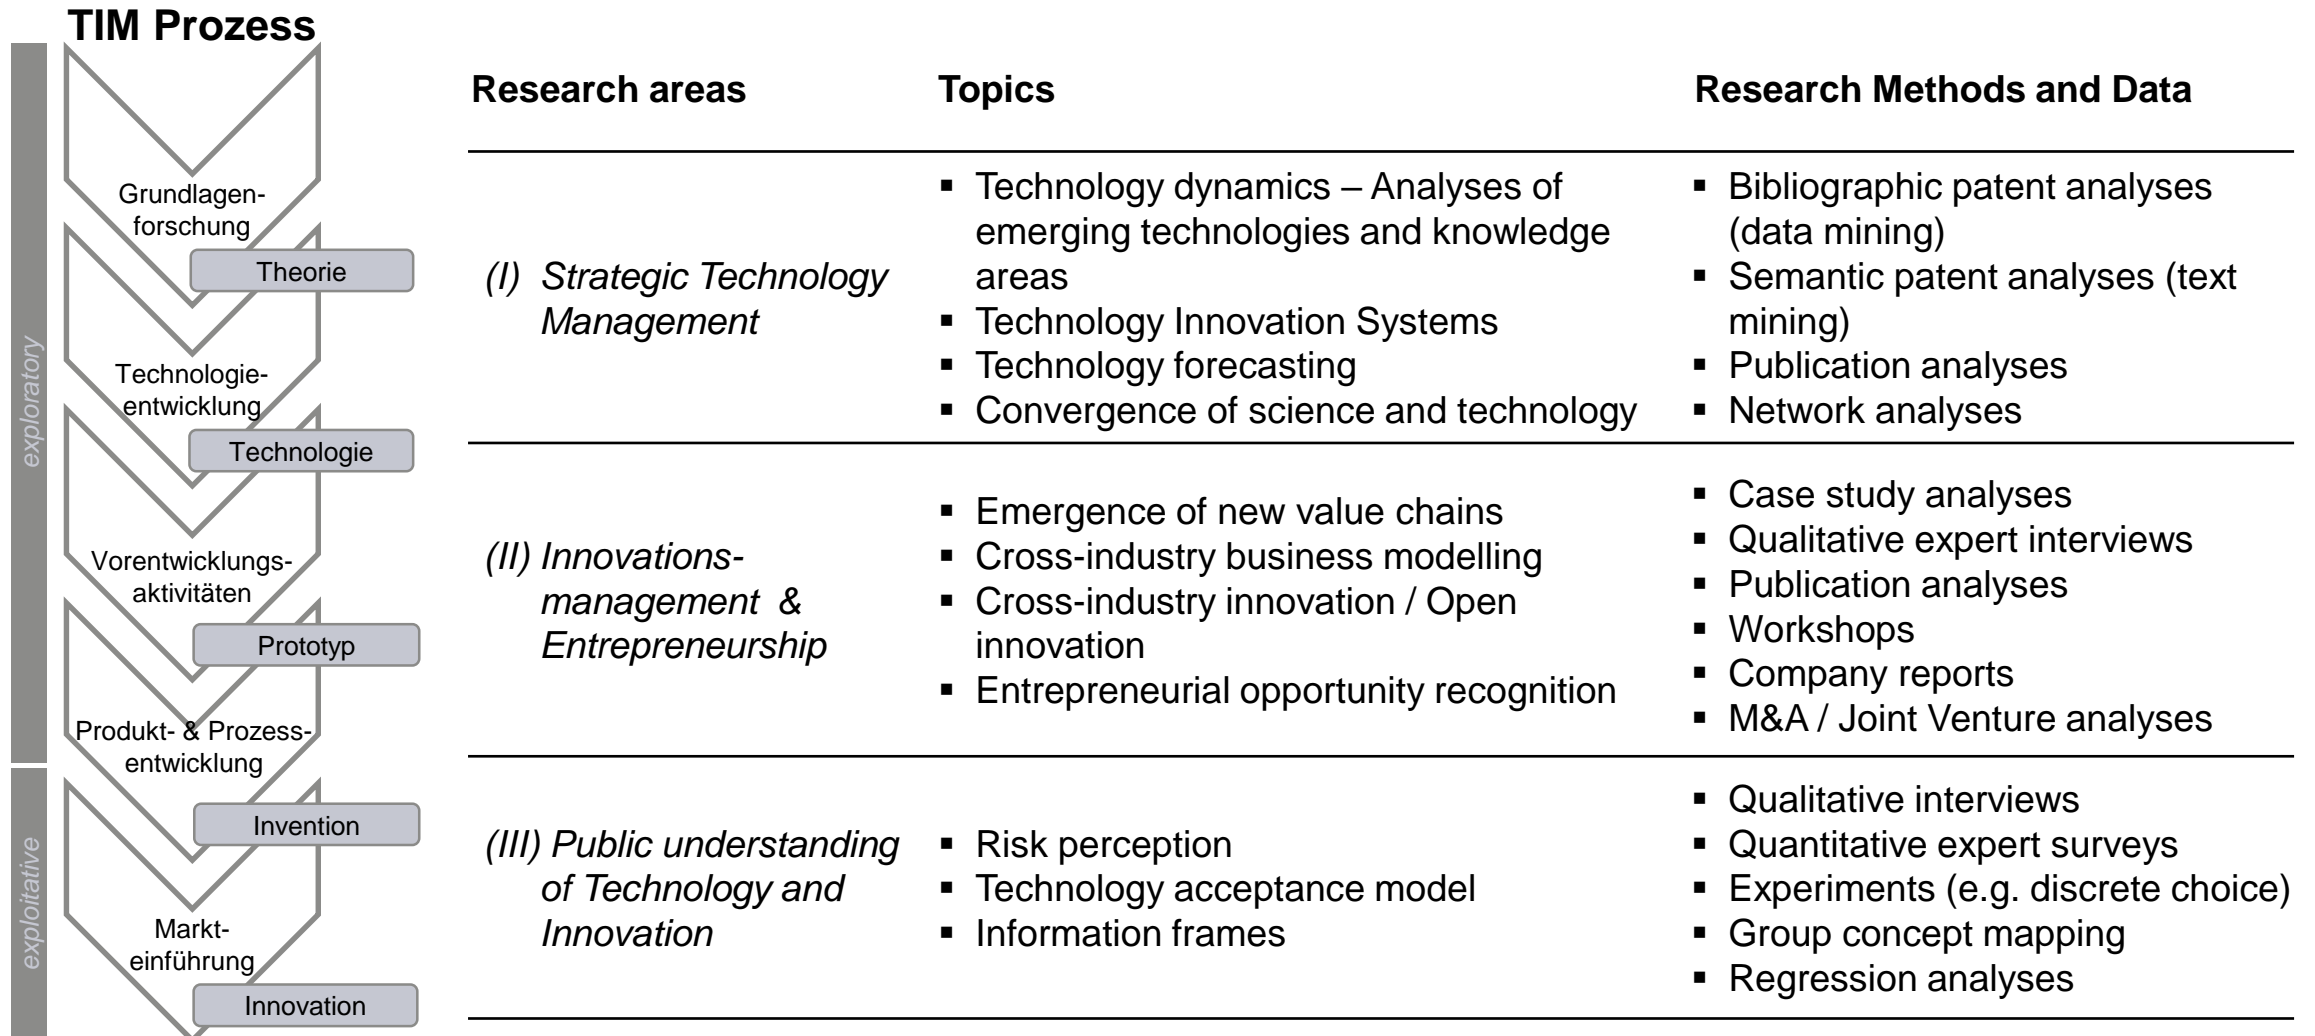 TIM Prozess
exploratory
exploitative
Grundlagen-
forschung
Theorie
Technologie-
entwicklung
Technologie
Vorentwicklungs-
aktivitäten
Prototyp
Produkt- & Prozess-
entwicklung
Invention
Markt-
einführung
Innovation
Research areas
Topics
Research Methods and Data
(I) Strategic Technology
Management
▪ Technology dynamics – Analyses of
emerging technologies and knowledge
areas
▪ Technology Innovation Systems
▪ Technology forecasting
▪ Convergence of science and technology
▪ Bibliographic patent analyses
(data mining)
▪ Semantic patent analyses (text
mining)
▪ Publication analyses
▪ Network analyses
(II) Innovations-
management &
Entrepreneurship
▪ Emergence of new value chains
▪ Cross-industry business modelling
▪ Cross-industry innovation / Open
innovation
▪ Entrepreneurial opportunity recognition
▪ Case study analyses
▪ Qualitative expert interviews
▪ Publication analyses
▪ Workshops
▪ Company reports
▪ M&A / Joint Venture analyses
(III) Public understanding
of Technology and
Innovation
▪ Risk perception
▪ Technology acceptance model
▪ Information frames
▪ Qualitative interviews
▪ Quantitative expert surveys
▪ Experiments (e.g. discrete choice)
▪ Group concept mapping
▪ Regression analyses